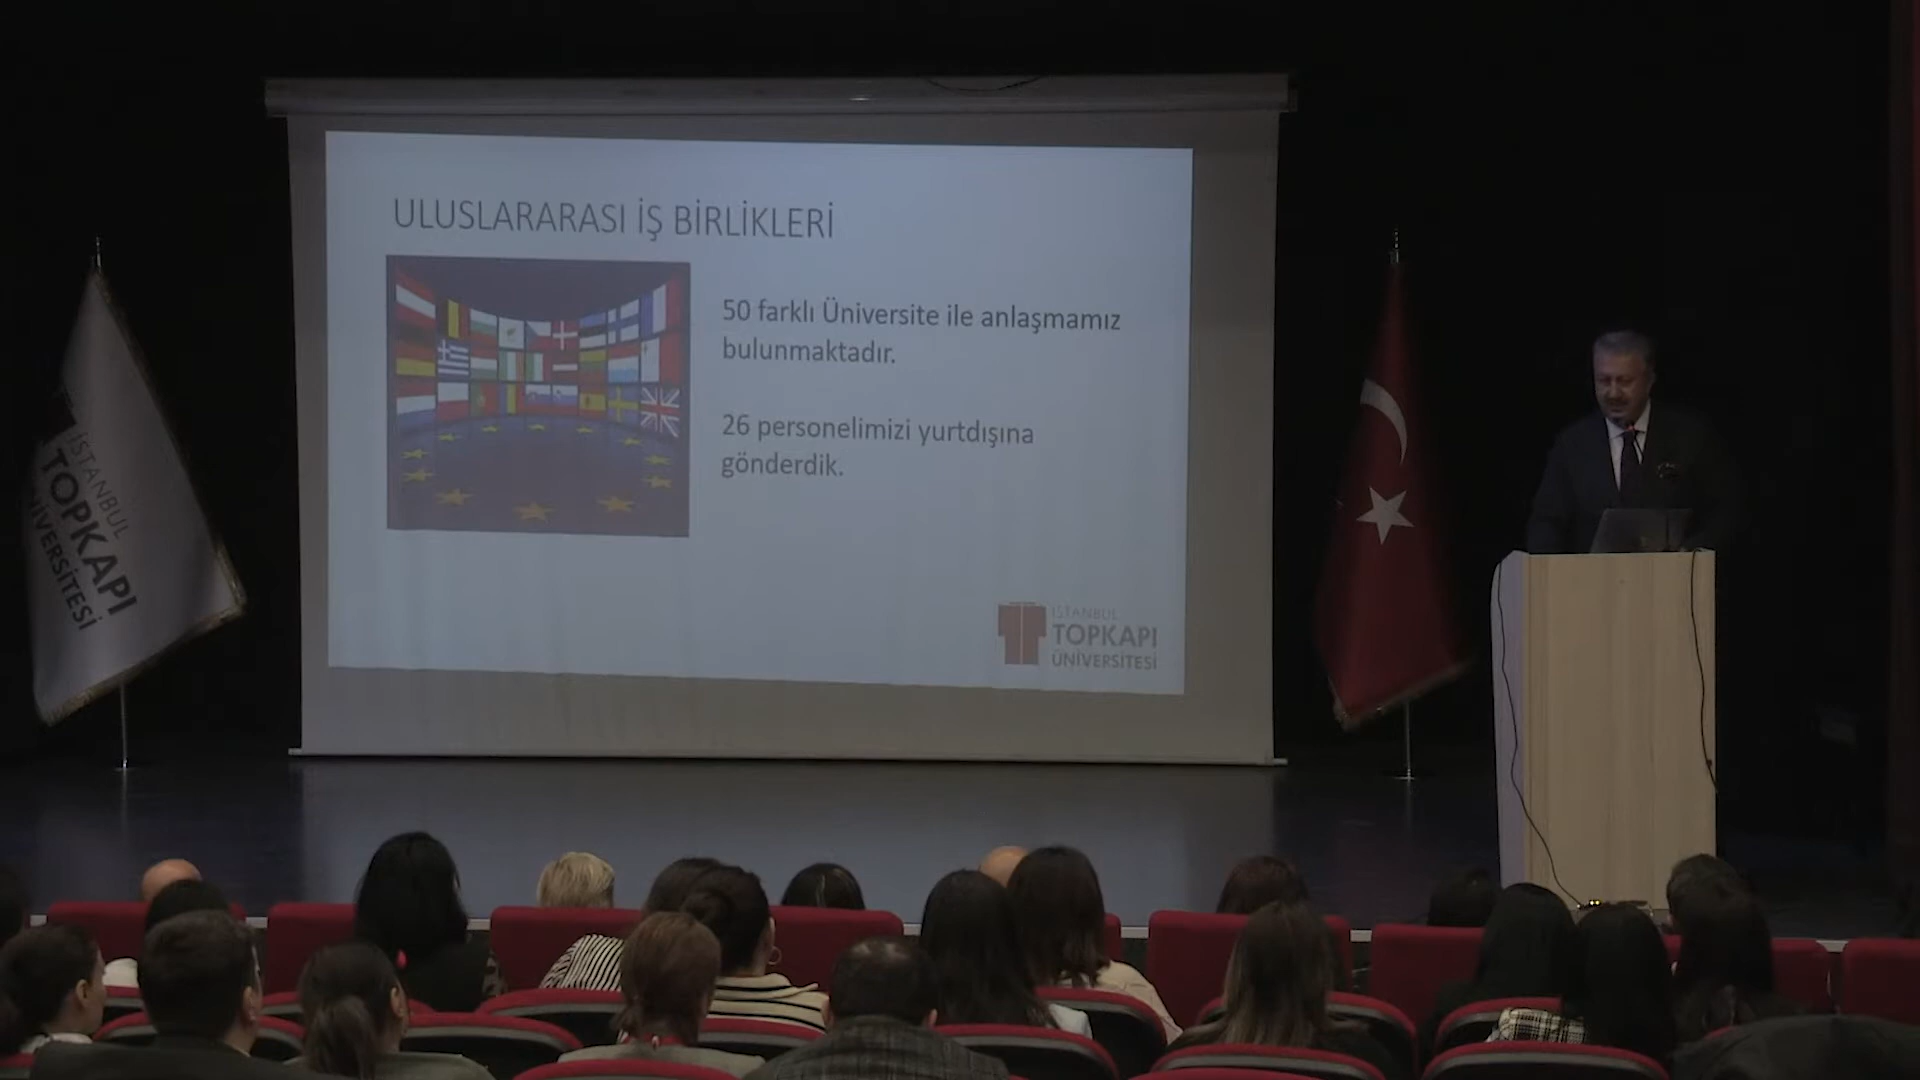 ULUSLARARASI İŞ BİRLİKLERİ
50 farklı Üniversite ile anlaşmamız
bulunmaktadır.
26 personelimizi yurtdışına
gönderdik.
İSTANBUL
TOPKAPI
ÜNİVERSİTESİ
İSTANBUL
TOPKAPI
ÜNİVERSİTESİ